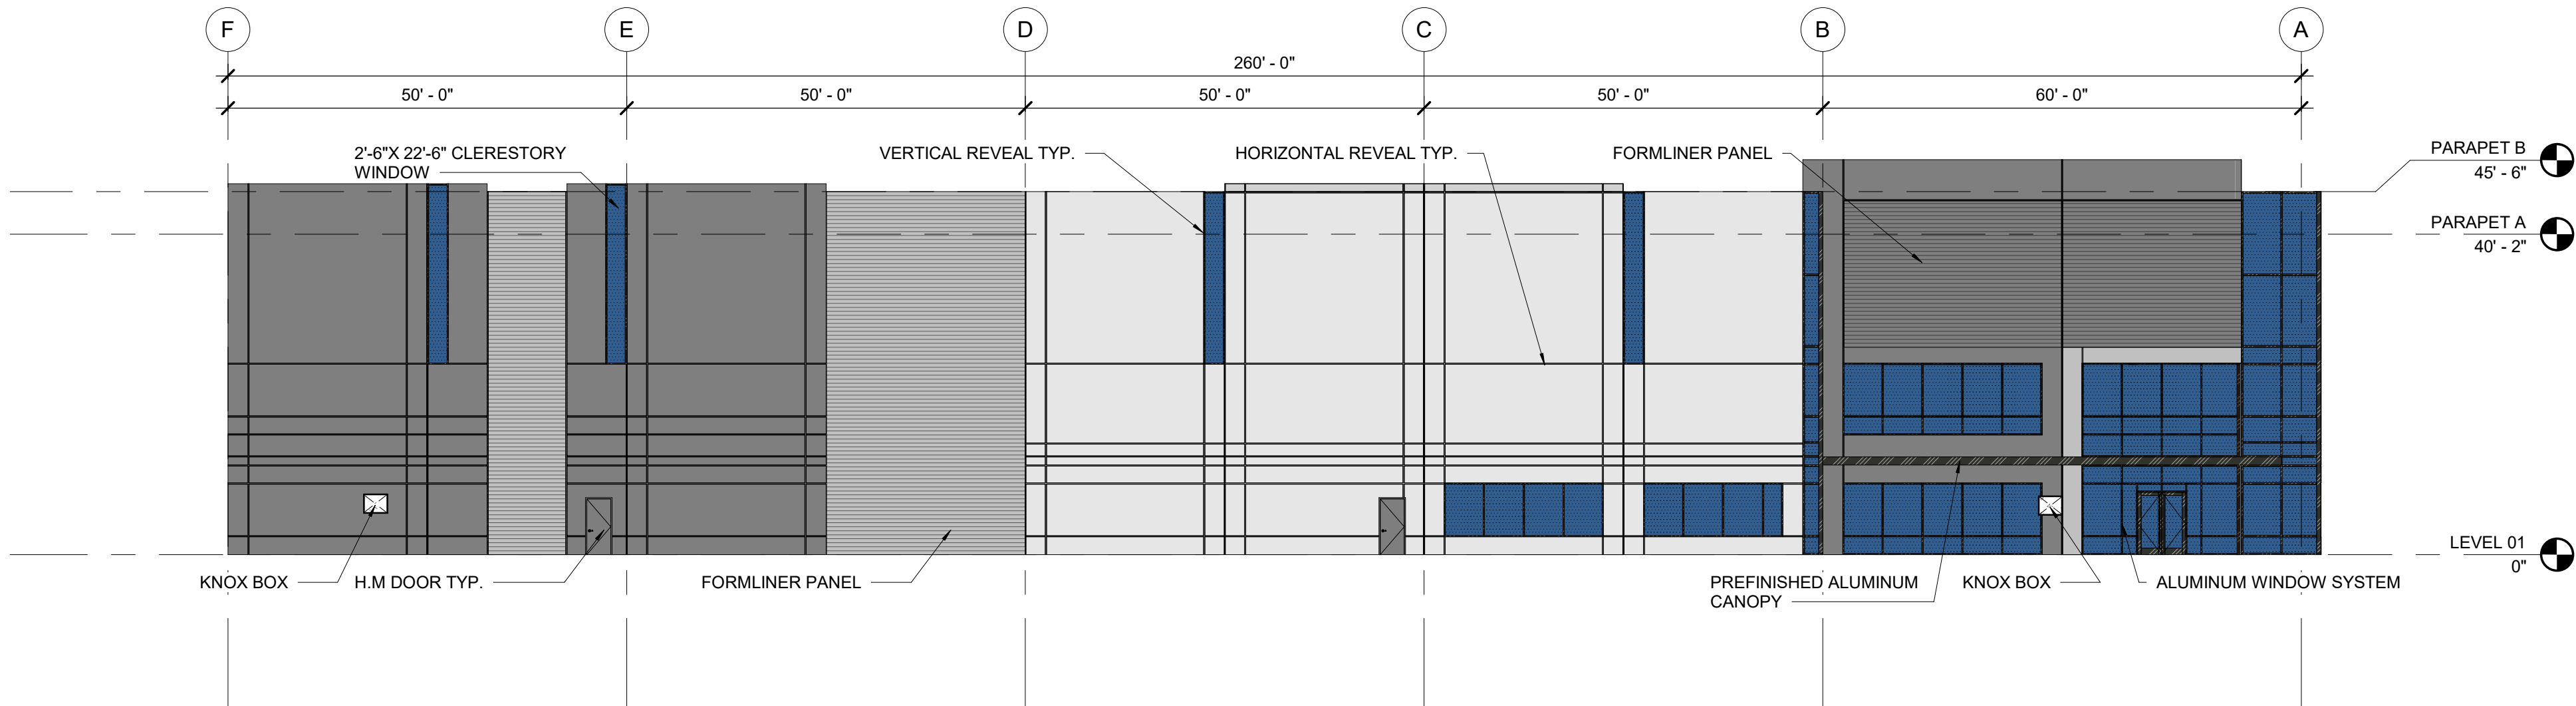 F
E
D
C
B
A
260' - 0"
50' - 0"
50' - 0"
50' - 0"
50' - 0"
60' - 0"
2'-6"X 22'-6" CLERESTORY
WINDOW
VERTICAL REVEAL TYP.
HORIZONTAL REVEAL TYP.
FORMLINER PANEL
PARAPET B
45' - 6"
PARAPET A
40' - 2"
LEVEL 01
0"
KNOX BOX
H.M DOOR TYP.
FORMLINER PANEL
PREFINISHED ALUMINUM
CANOPY
KNOX BOX
ALUMINUM WINDOW SYSTEM